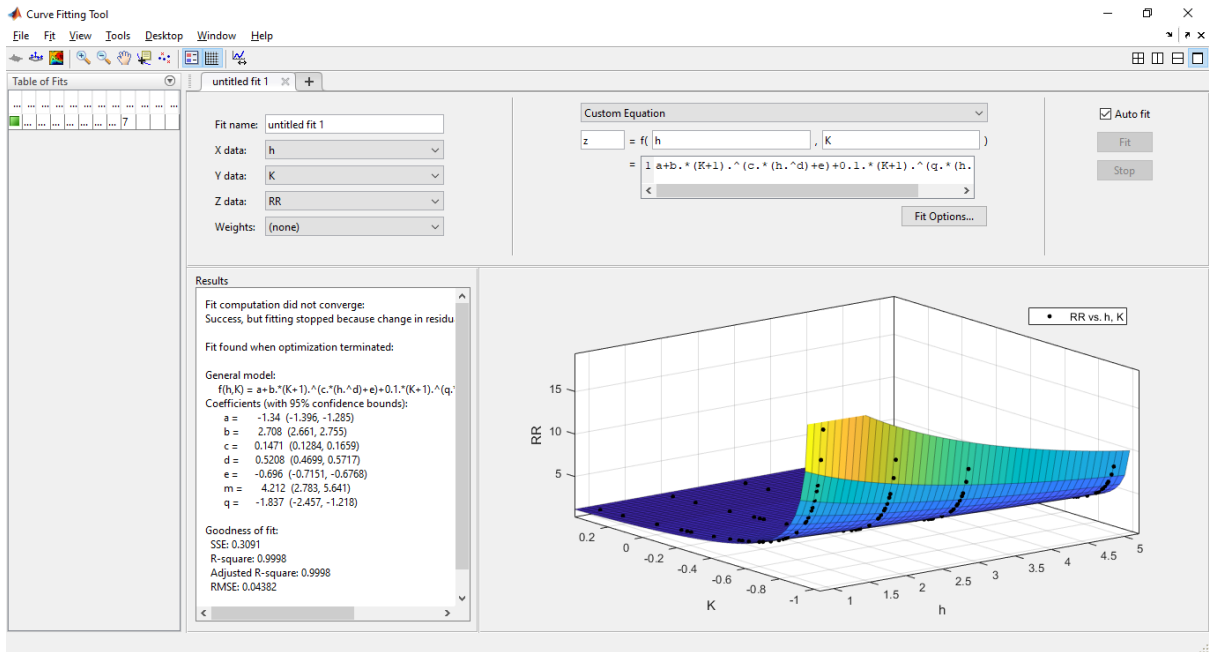 Curve Fitting Tool
File Fit View Tools Desktop Window Help
Table of Fits
... ... ... ... ... ... ... ... ... ... ... ...
... ... ... ... ... ... ... 7
untitled fit 1
Fit name: untitled fit 1
X data: h
Y data: K
Z data: RR
Weights: (none)
Custom Equation
z = f( h , K )
= 1 a+b.*(K+1).^(c.*(h.^d)+e)+0.1.*(K+1).^(q.*(h.
Fit Options...
Auto fit
Fit
Stop
Results
Fit computation did not converge:
Success, but fitting stopped because change in residu
Fit found when optimization terminated:
General model:
f(h,K) = a+b.*(K+1).^(c.*(h.^d)+e)+0.1.*(K+1).^(q.*
Coefficients (with 95% confidence bounds):
a = -1.34 (-1.396, -1.285)
b = 2.708 (2.661, 2.755)
c = 0.1471 (0.1284, 0.1659)
d = 0.5208 (0.4699, 0.5717)
e = -0.696 (-0.7151, -0.6768)
m = 4.212 (2.783, 5.641)
q = -1.837 (-2.457, -1.218)
Goodness of fit:
SSE: 0.3091
R-square: 0.9998
Adjusted R-square: 0.9998
RMSE: 0.04382
RR vs. h, K
15
10
5
RR
0.2
0
-0.2
-0.4
-0.6
-0.8
-1
K
1
1.5
2
2.5
3
3.5
4
4.5
5
h